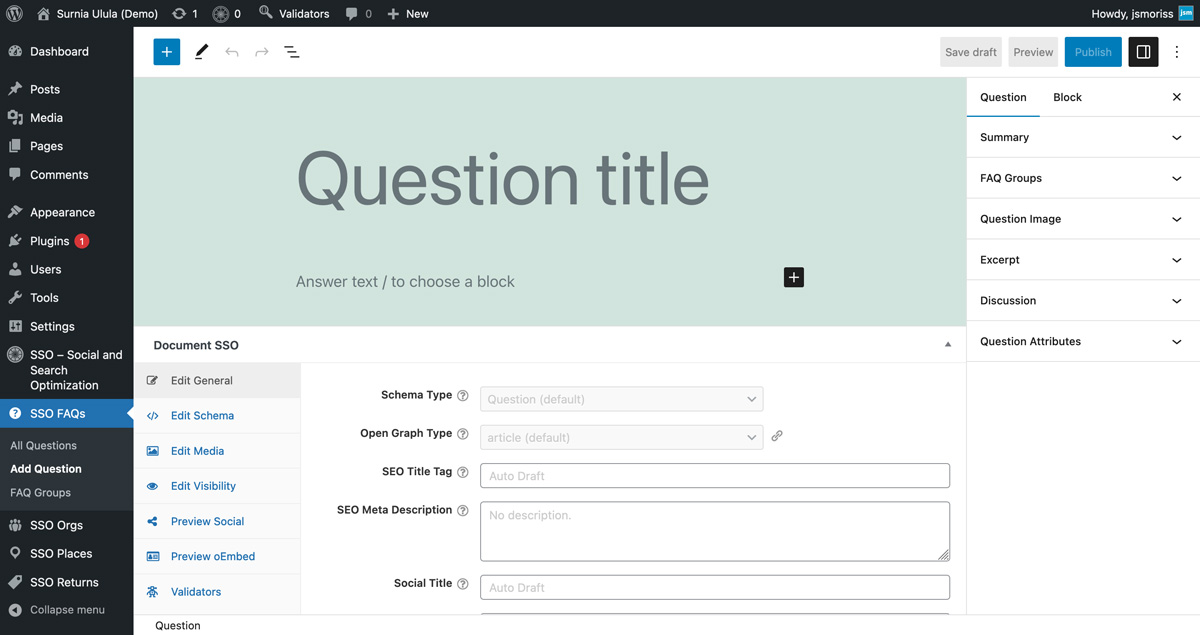 Surnia Ulula (Demo) 1 0 Validators 0 New Howdy, jsmoriss jsm
Dashboard
Posts
Media
Pages
Comments
Appearance
Plugins 1
Users
Tools
Settings
SSO – Social and
Search
Optimization
SSO FAQs
All Questions
Add Question
FAQ Groups
SSO Orgs
SSO Places
SSO Returns
Collapse menu
Save draft Preview Publish
Question title
Answer text / to choose a block
Document SSO
Edit General
Edit Schema
Edit Media
Edit Visibility
Preview Social
Preview oEmbed
Validators
Schema Type Question (default)
Open Graph Type article (default)
SEO Title Tag Auto Draft
SEO Meta Description No description.
Social Title Auto Draft
Question Block
Summary
FAQ Groups
Question Image
Excerpt
Discussion
Question Attributes
Question